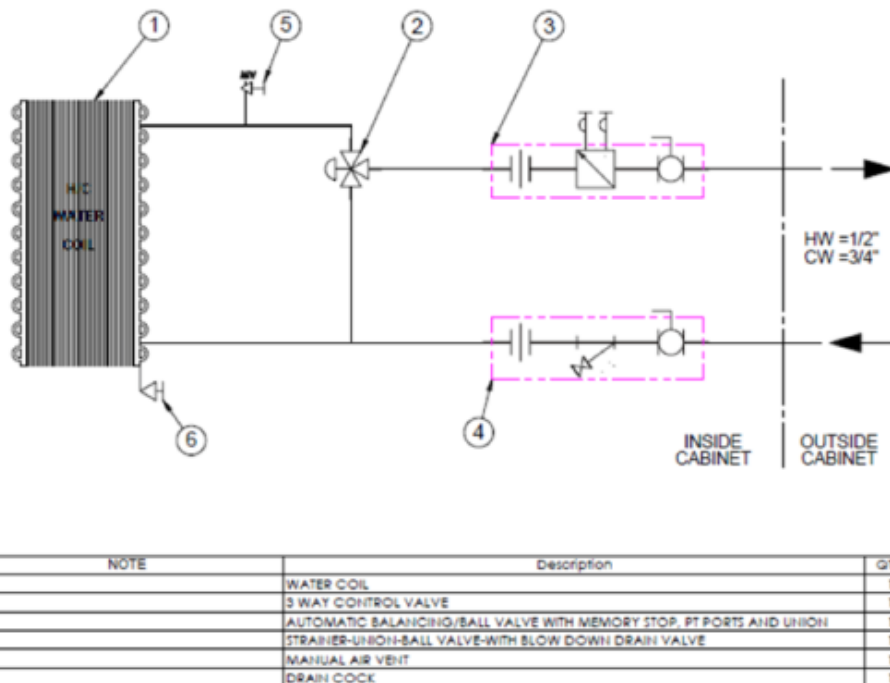 1
5
2
3
MV
H/C
WATER
COIL
HW =1/2"
CW =3/4"
4
6
INSIDE
CABINET
OUTSIDE
CABINET
NOTE
Description
WATER COIL
3 WAY CONTROL VALVE
AUTOMATIC BALANCING/BALL VALVE WITH MEMORY STOP, PT PORTS AND UNION
STRAINER-UNION-BALL VALVE-WITH BLOW DOWN DRAIN VALVE
MANUAL AIR VENT
DRAIN COCK